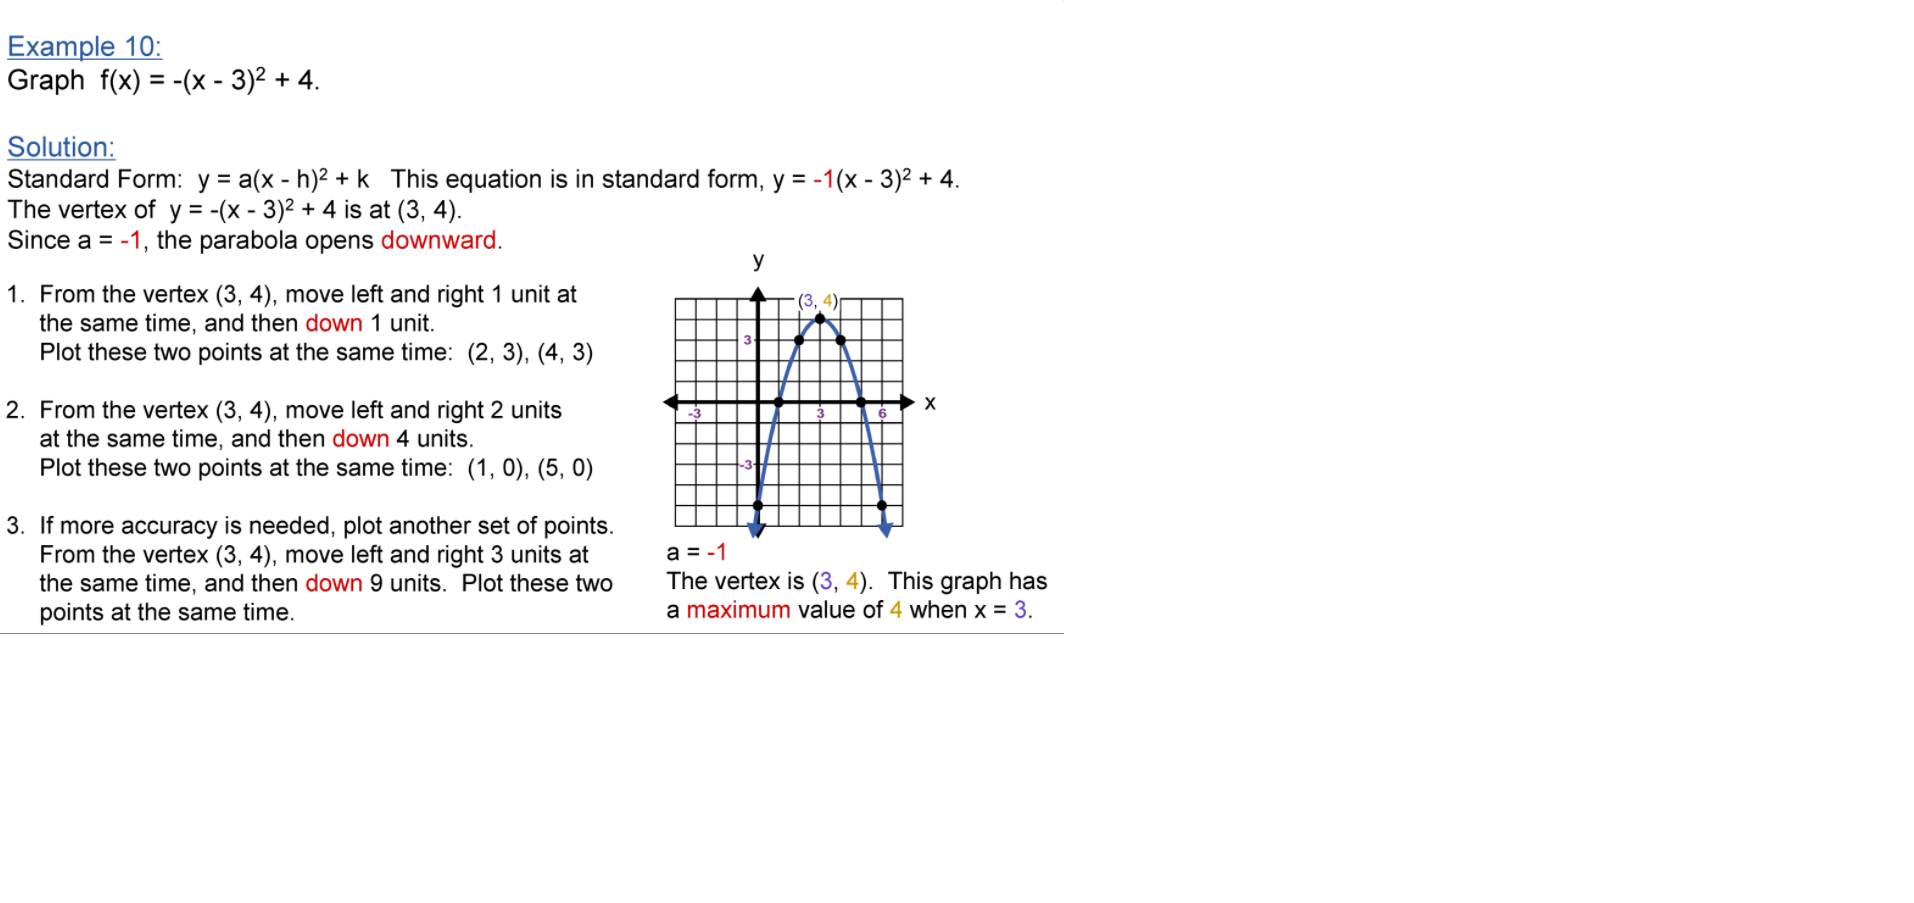 Example 10:
Graph f(x) = -(x - 3)² + 4.
Solution:
Standard Form: y = a(x - h)² + k This equation is in standard form, y = -1(x - 3)² + 4.
The vertex of y = -(x - 3)² + 4 is at (3, 4).
Since a = -1, the parabola opens downward.
1. From the vertex (3, 4), move left and right 1 unit at
the same time, and then down 1 unit.
Plot these two points at the same time: (2, 3), (4, 3)
2. From the vertex (3, 4), move left and right 2 units
at the same time, and then down 4 units.
Plot these two points at the same time: (1, 0), (5, 0)
3. If more accuracy is needed, plot another set of points.
From the vertex (3, 4), move left and right 3 units at
the same time, and then down 9 units. Plot these two
points at the same time.
y
(3, 4)
3
x
-3 3 6
-3
a = -1
The vertex is (3, 4). This graph has
a maximum value of 4 when x = 3.